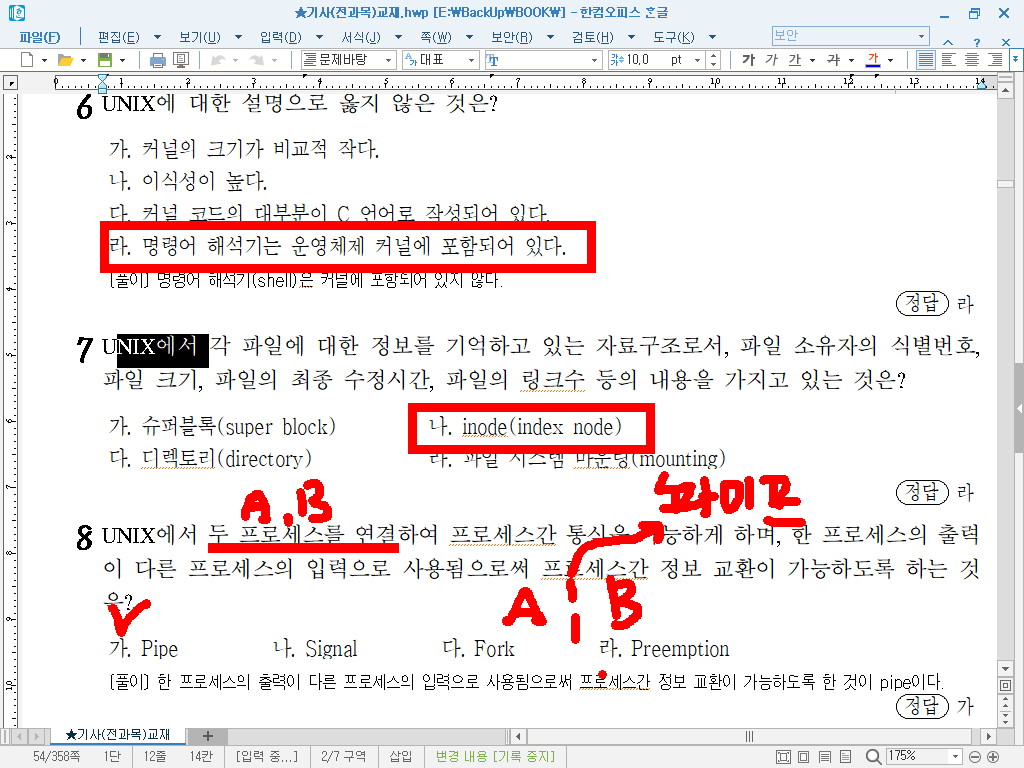 ★기사(전과목)교재.hwp [E:\BackUp\BOOK\] - 한컴오피스 한글
파일(F) 편집(E) 보기(U) 입력(D) 서식(J) 쪽(W) 보안(R) 검토(H) 도구(K) 보안
문제바탕 대표 10,0 pt 가 가 가 가 가
1 0 1 2 3 4 5 6 7 8 9 10 11 12 13 14
6 UNIX에 대한 설명으로 옳지 않은 것은?
가. 커널의 크기가 비교적 작다.
나. 이식성이 높다.
다. 커널 코드의 대부분이 C 언어로 작성되어 있다.
라. 명령어 해석기는 운영체제 커널에 포함되어 있다.
[풀이] 명령어 해석기(shell)은 커널에 포함되어 있지 않다.
정답 라
7 UNIX에서 각 파일에 대한 정보를 기억하고 있는 자료구조로서, 파일 소유자의 식별번호,
파일 크기, 파일의 최종 수정시간, 파일의 링크수 등의 내용을 가지고 있는 것은?
가. 슈퍼블록(super block) 나. inode(index node)
다. 디렉토리(directory) 라. 파일 시스템 마운팅(mounting)
정답 라
A,B 파이프
8 UNIX에서 두 프로세스를 연결하여 프로세스간 통신을 가능하게 하며, 한 프로세스의 출력
이 다른 프로세스의 입력으로 사용됨으로써 프로세스간 정보 교환이 가능하도록 하는 것
은?
A ¦ B
가. Pipe 나. Signal 다. Fork 라. Preemption
[풀이] 한 프로세스의 출력이 다른 프로세스의 입력으로 사용됨으로써 프로세스간 정보 교환이 가능하도록 한 것이 pipe이다.
정답 가
★기사(전과목)교재
54/358쪽 1단 12줄 14칸 [입력 중...] 2/7 구역 삽입 변경 내용 [기록 중지] 175%